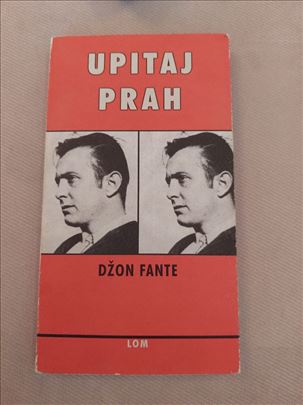 UPITAJ
PRAH
DŽON FANTE
LOM